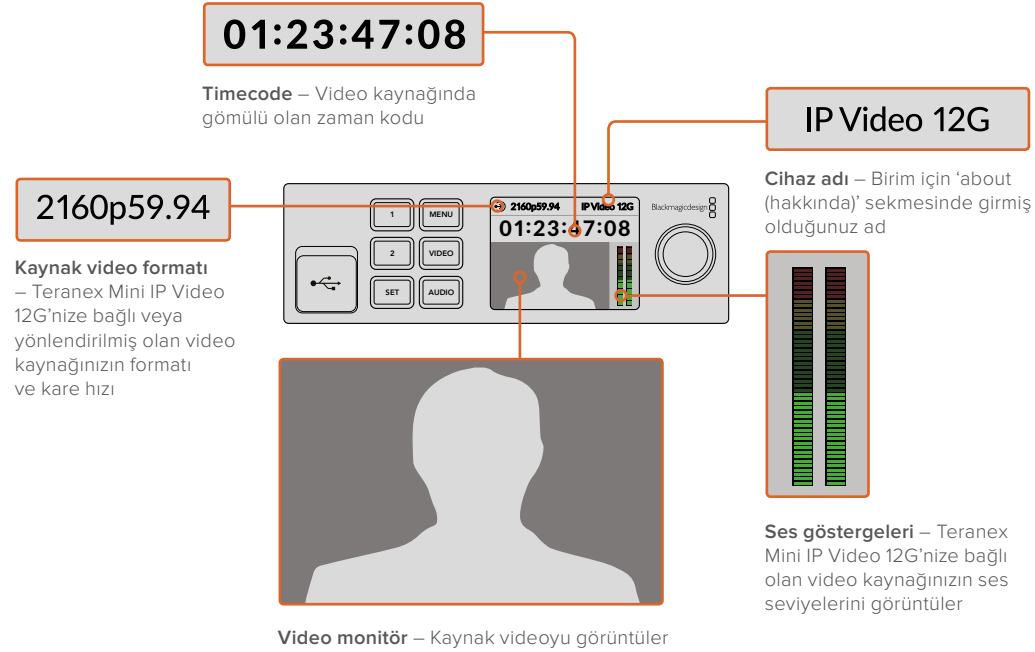 01:23:47:08
Timecode – Video kaynağında
gömülü olan zaman kodu
IP Video 12G
Cihaz adı – Birim için ‘about
(hakkında)’ sekmesinde girmiş
olduğunuz ad
2160p59.94
Kaynak video formatı
– Teranex Mini IP Video
12G’nize bağlı veya
yönlendirilmiş olan video
kaynağınızın formatı
ve kare hızı
1 MENU
2 VIDEO
SET AUDIO
2160p59.94 IP Video 12G
01:23:47:08
Blackmagicdesign
Ses göstergeleri – Teranex
Mini IP Video 12G’nize bağlı
olan video kaynağınızın ses
seviyelerini görüntüler
Video monitör – Kaynak videoyu görüntüler